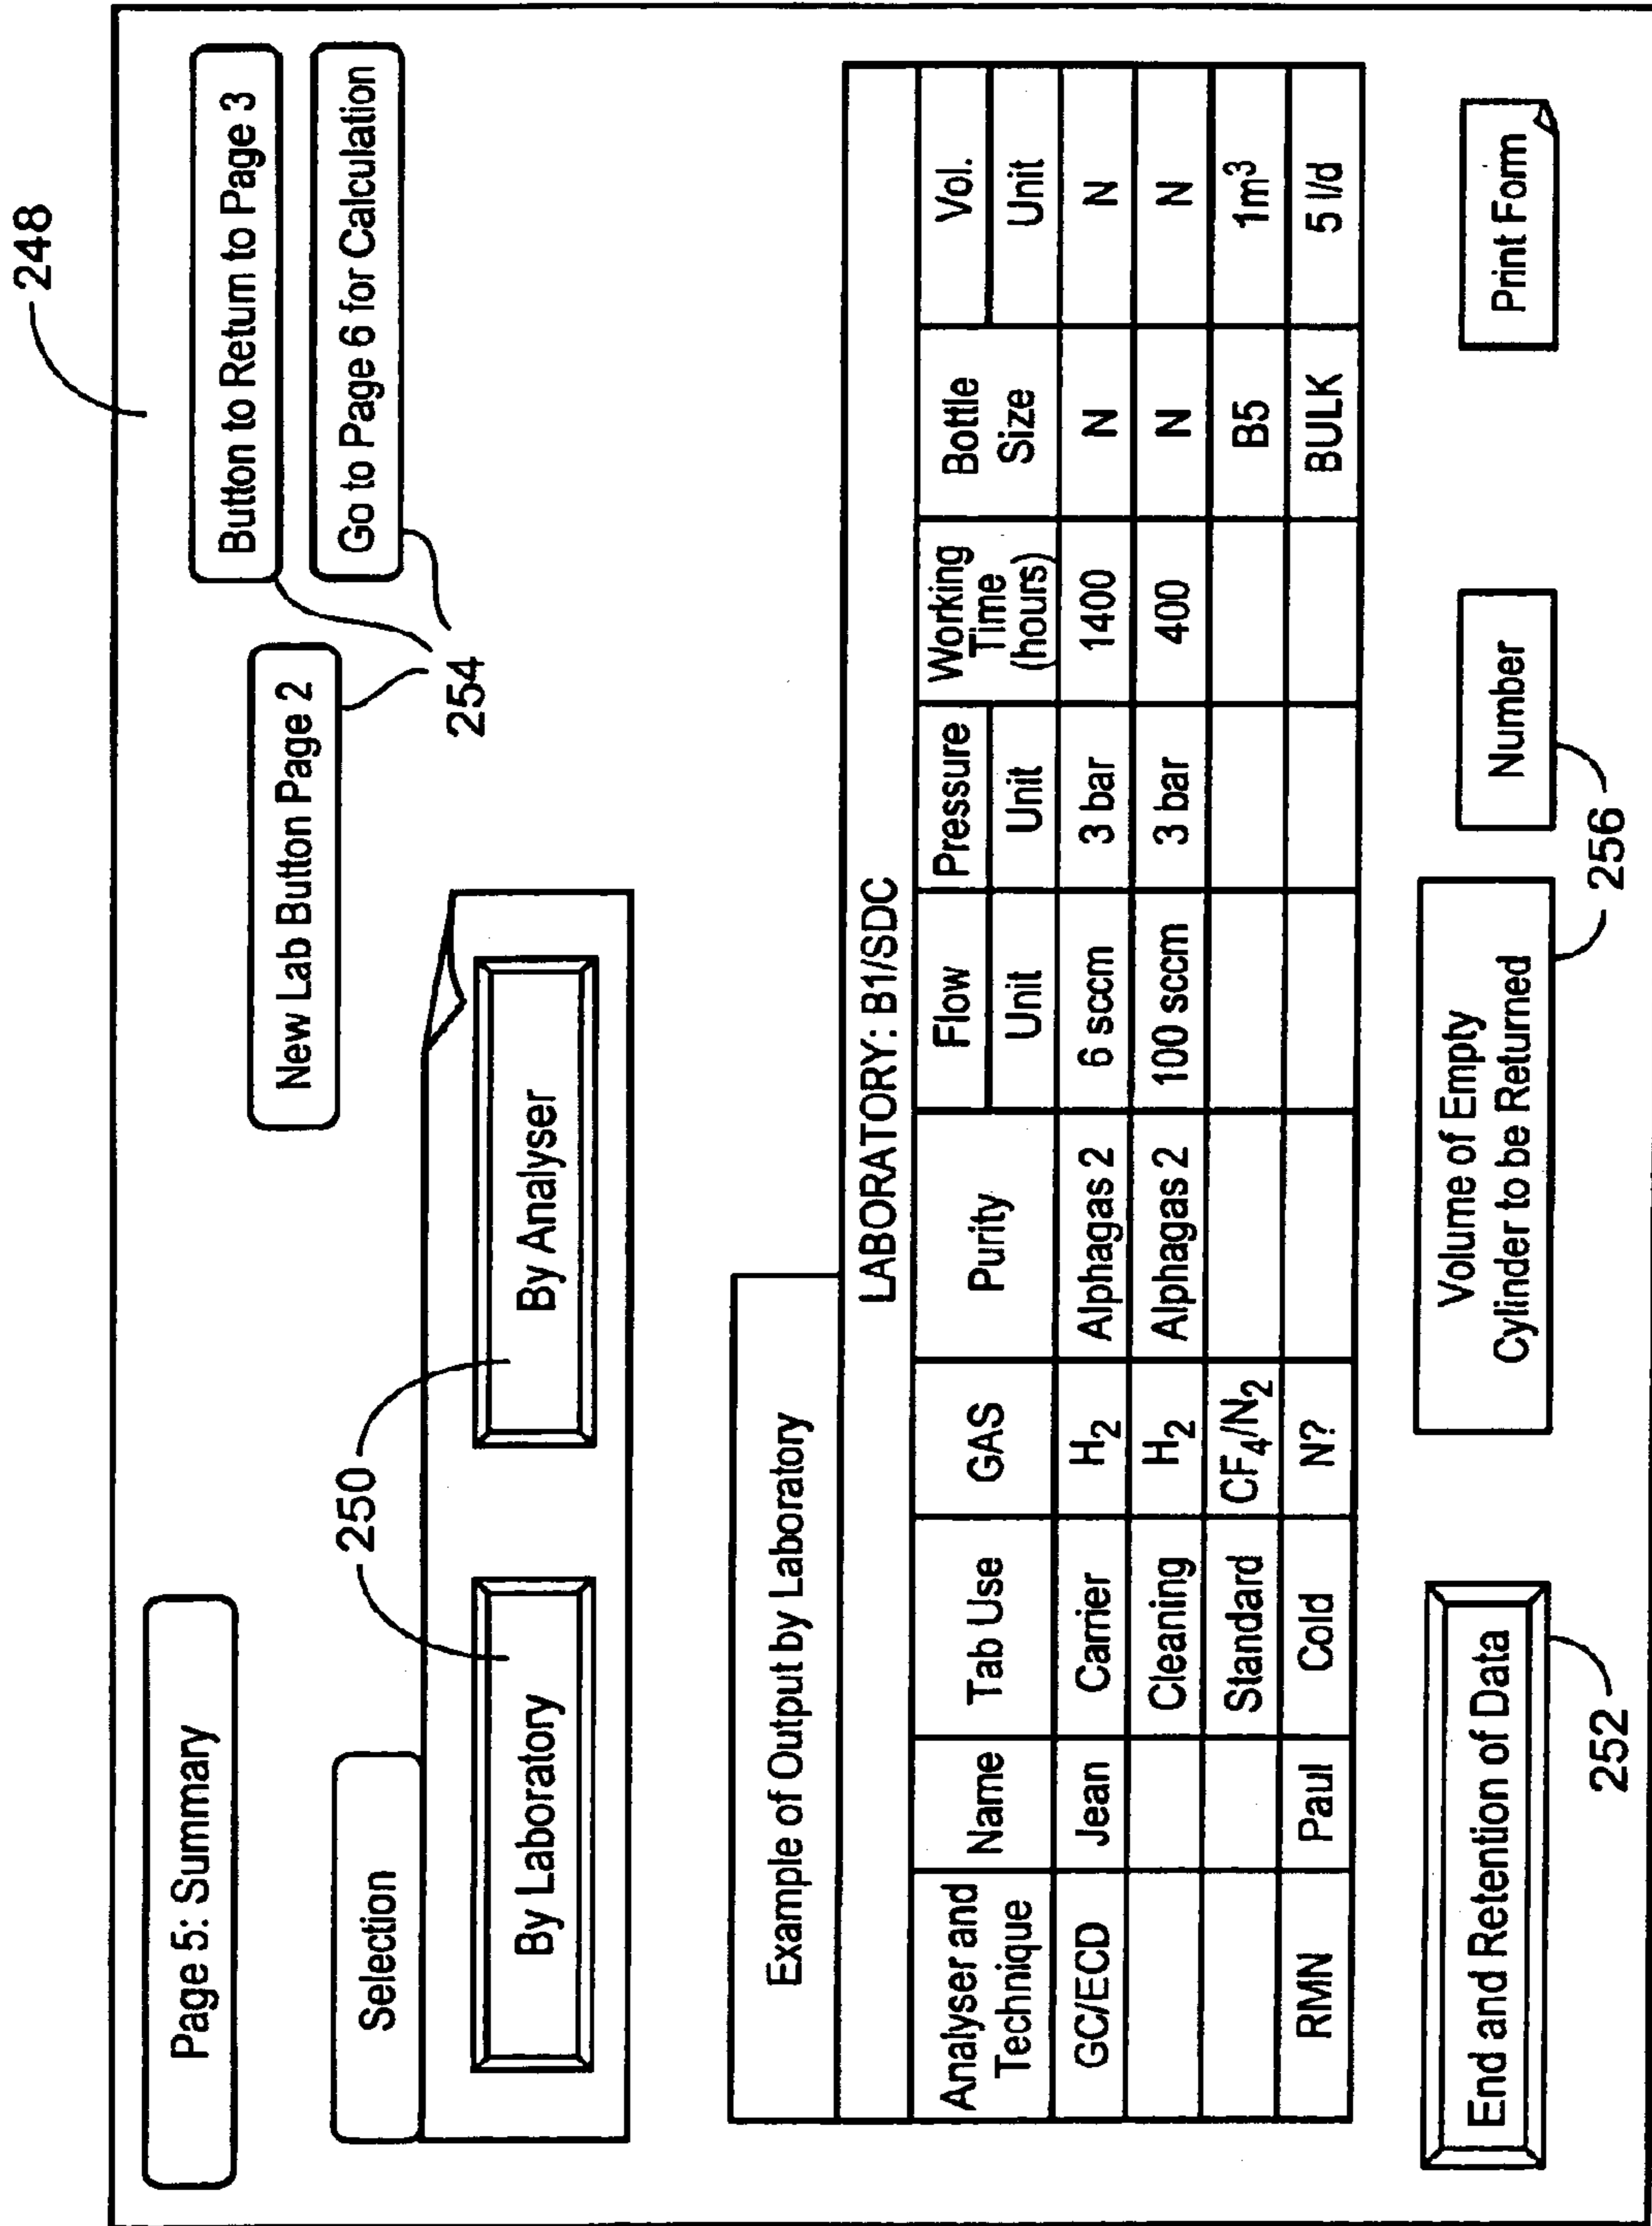 248
Page 5: Summary
New Lab Button Page 2
Button to Return to Page 3
Go to Page 6 for Calculation
254
Selection
250
By Laboratory
By Analyser
Example of Output by Laboratory
LABORATORY: B1/SDC
Analyser and Technique Name Tab Use GAS Purity Flow Unit Pressure Unit Working Time (hours) Bottle Size Vol. Unit
GC/ECD Jean Carrier H₂ Alphagas 2 6 sccm 3 bar 1400 N N
Cleaning H₂ Alphagas 2 100 sccm 3 bar 400 N N
Standard CF₄/N₂ B5 1m³
RMN Paul Cold N? BULK 5 l/d
End and Retention of Data
252
Volume of Empty
Cylinder to be Returned
Number
256
Print Form